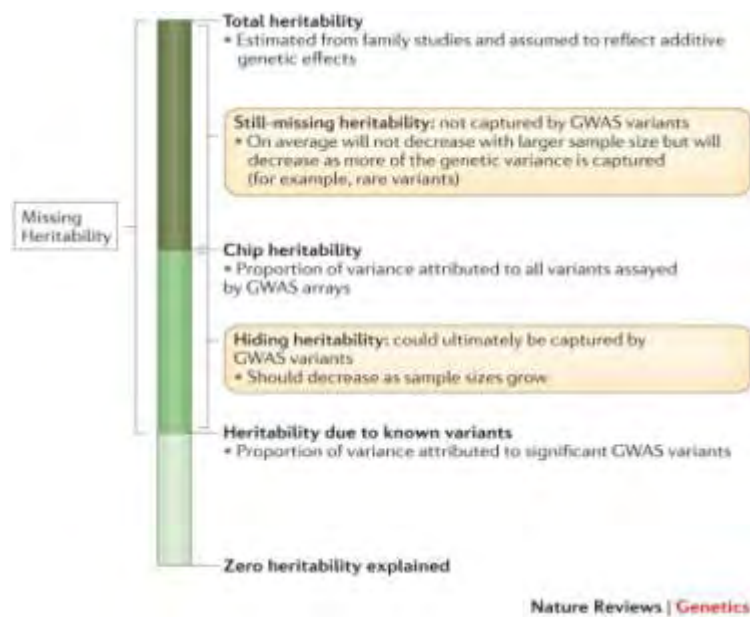 Total heritability
• Estimated from family studies and assumed to reflect additive
genetic effects
Still-missing heritability: not captured by GWAS variants
• On average will not decrease with larger sample size but will
decrease as more of the genetic variance is captured
(for example, rare variants)
Missing
Heritability
Chip heritability
• Proportion of variance attributed to all variants assayed
by GWAS arrays
Hiding heritability: could ultimately be captured by
GWAS variants
• Should decrease as sample sizes grow
Heritability due to known variants
• Proportion of variance attributed to significant GWAS variants
Zero heritability explained
Nature Reviews | Genetics